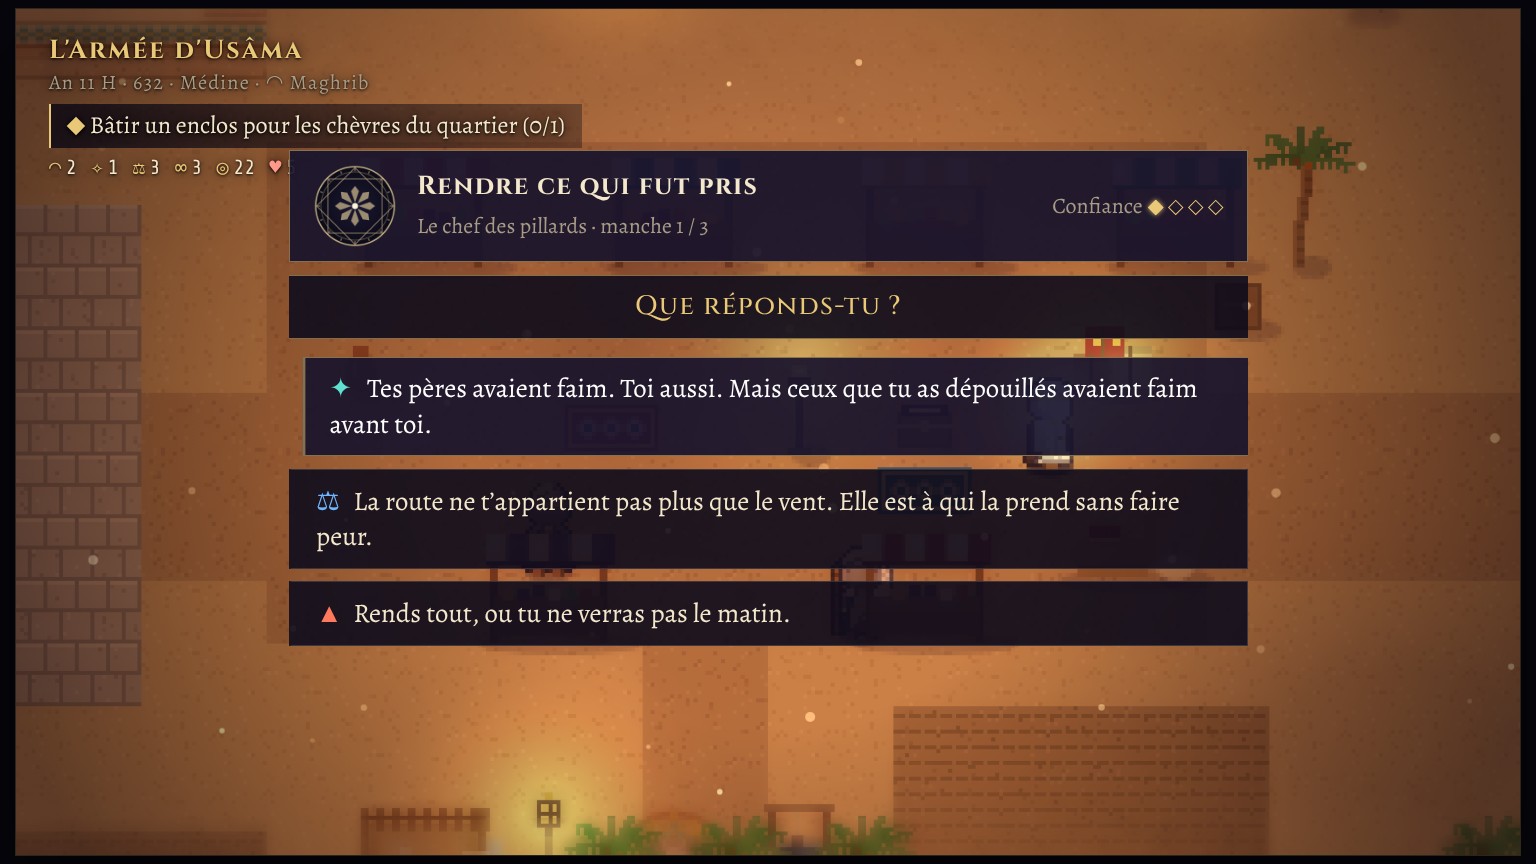 L'Armée d'Usâma
An 11 H · 632 · Médine · ◠ Maghrib
◆ Bâtir un enclos pour les chèvres du quartier (0/1)
◠2 ✧1 ⚖3 ∞3 ◎22 ♥
Rendre ce qui fut pris
Le chef des pillards · manche 1 / 3
Confiance ◆◇◇◇
Que réponds-tu ?
✦ Tes pères avaient faim. Toi aussi. Mais ceux que tu as dépouillés avaient faim
avant toi.
⚖ La route ne t’appartient pas plus que le vent. Elle est à qui la prend sans faire
peur.
▲ Rends tout, ou tu ne verras pas le matin.